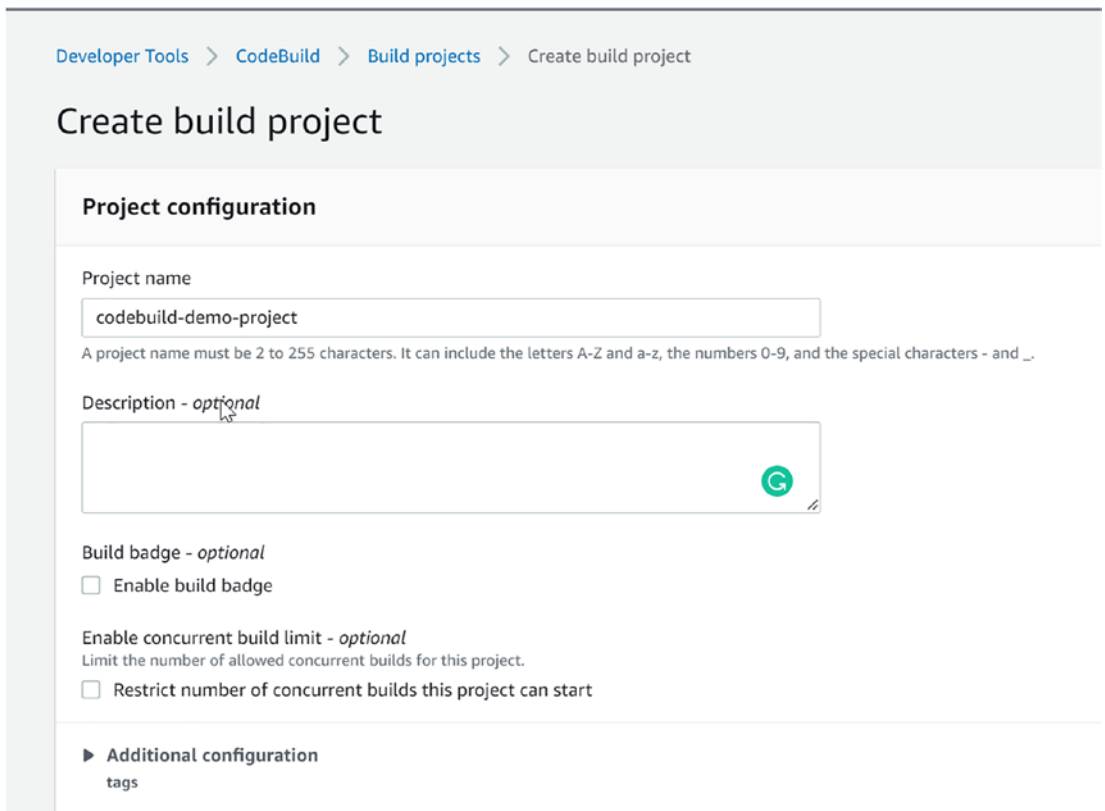 Developer Tools > CodeBuild > Build projects > Create build project
Create build project
Project configuration
Project name
codebuild-demo-project
A project name must be 2 to 255 characters. It can include the letters A-Z and a-z, the numbers 0-9, and the special characters - and _.
Description - optional
Build badge - optional
Enable build badge
Enable concurrent build limit - optional
Limit the number of allowed concurrent builds for this project.
Restrict number of concurrent builds this project can start
Additional configuration
tags